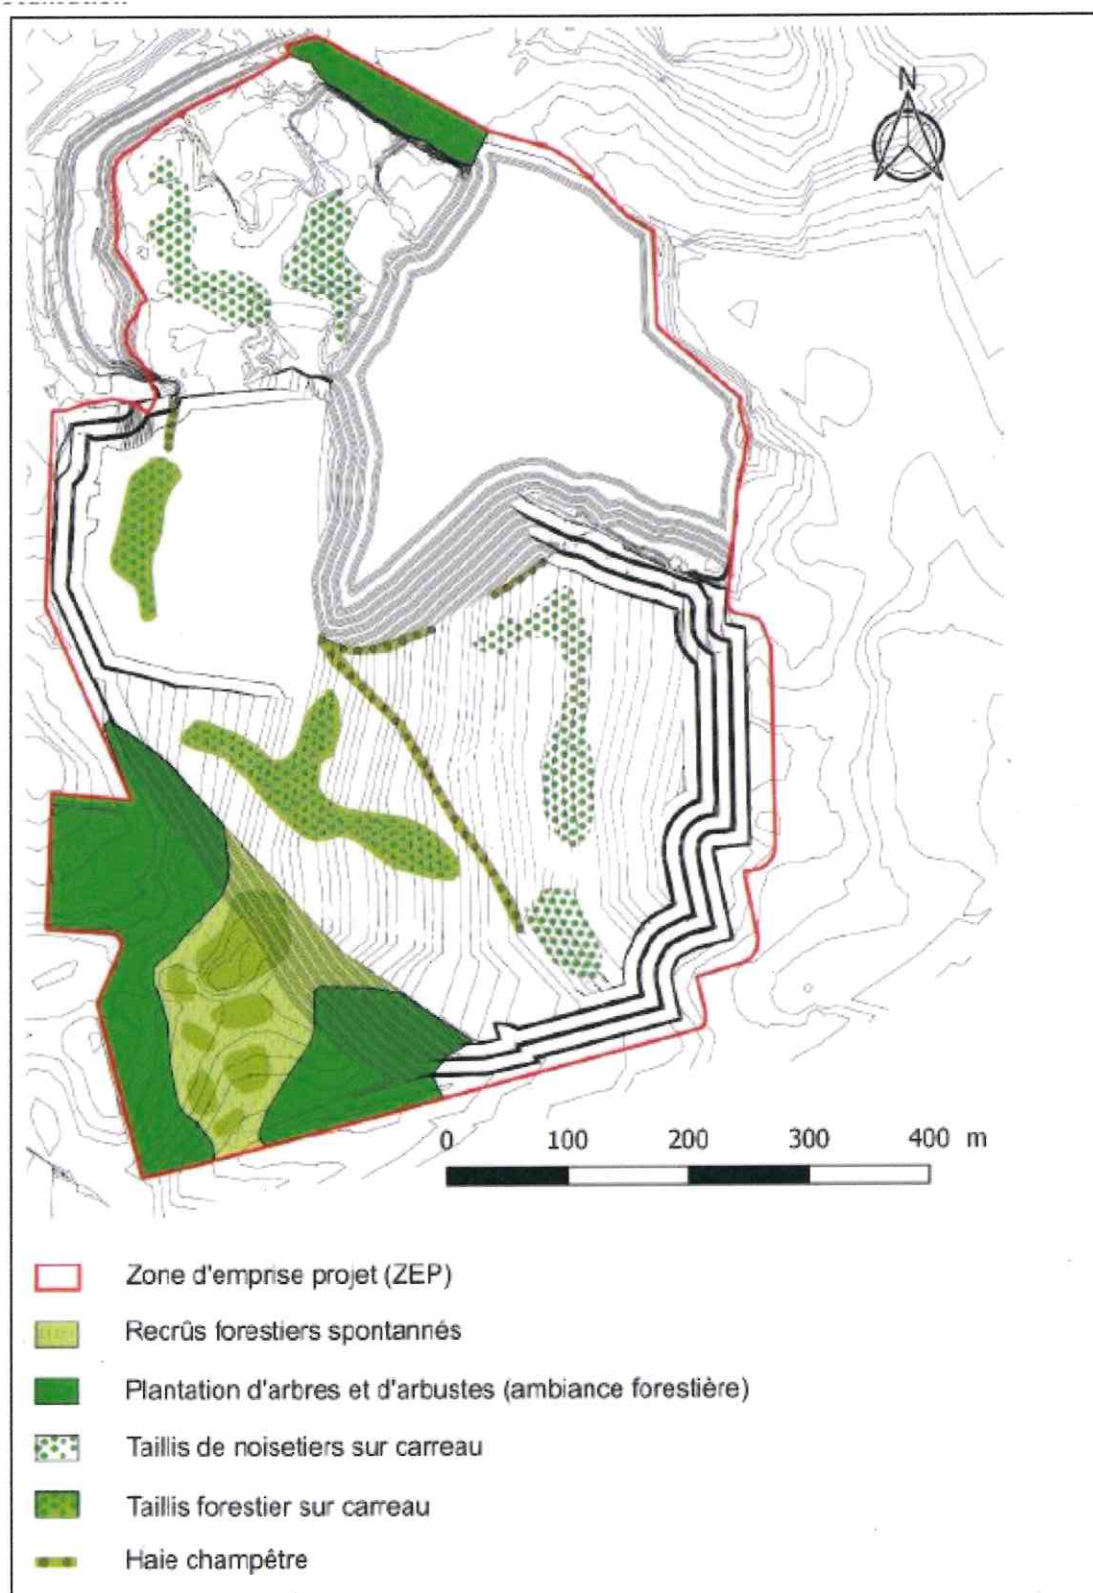 N
0 100 200 300 400 m
Zone d'emprise projet (ZEP)
Recrûs forestiers spontannés
Plantation d'arbres et d'arbustes (ambiance forestière)
Taillis de noisetiers sur carreau
Taillis forestier sur carreau
Haie champêtre